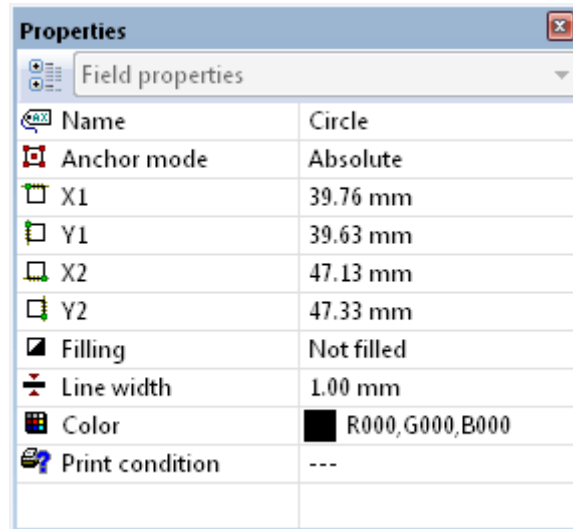 Properties
Field properties
Name Circle
Anchor mode Absolute
X1 39.76 mm
Y1 39.63 mm
X2 47.13 mm
Y2 47.33 mm
Filling Not filled
Line width 1.00 mm
Color R000,G000,B000
Print condition ---